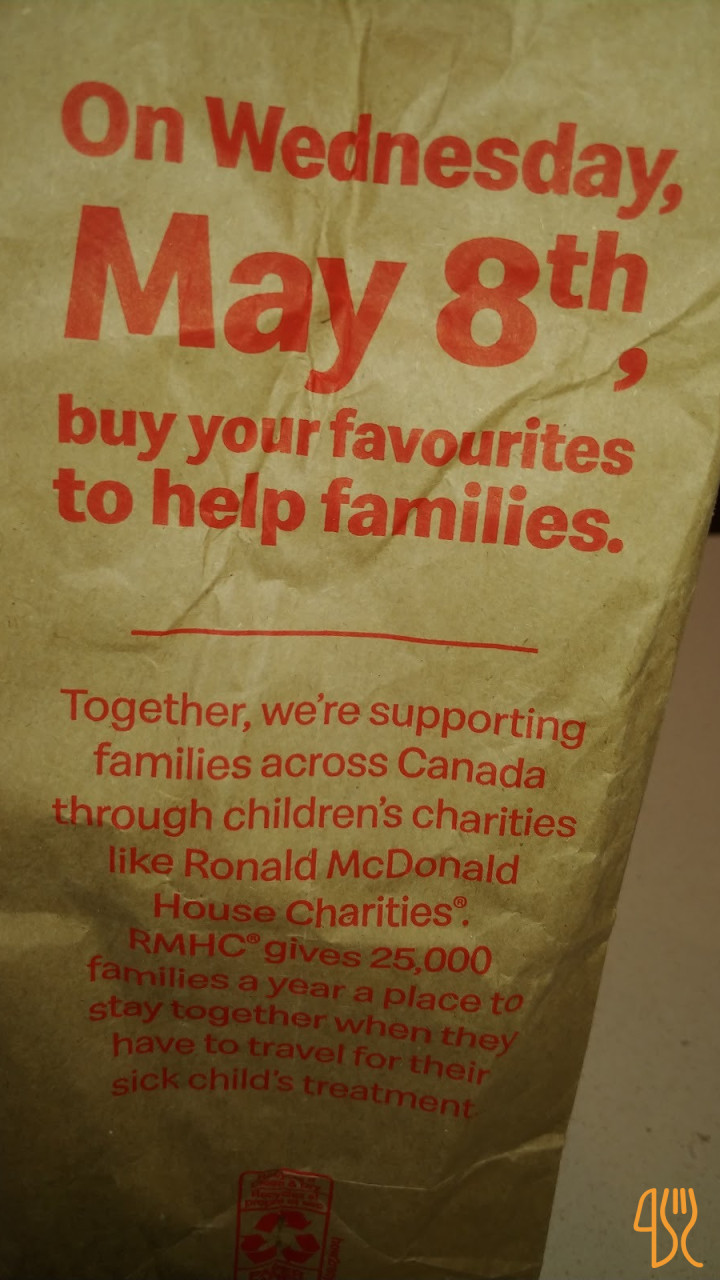 On Wednesday,
May 8th,
buy your favourites
to help families.
Together, we're supporting
families across Canada
through children's charities
like Ronald McDonald
House Charities®.
RMHC® gives 25,000
families a year a place to
stay together when they
have to travel for their
sick child's treatment